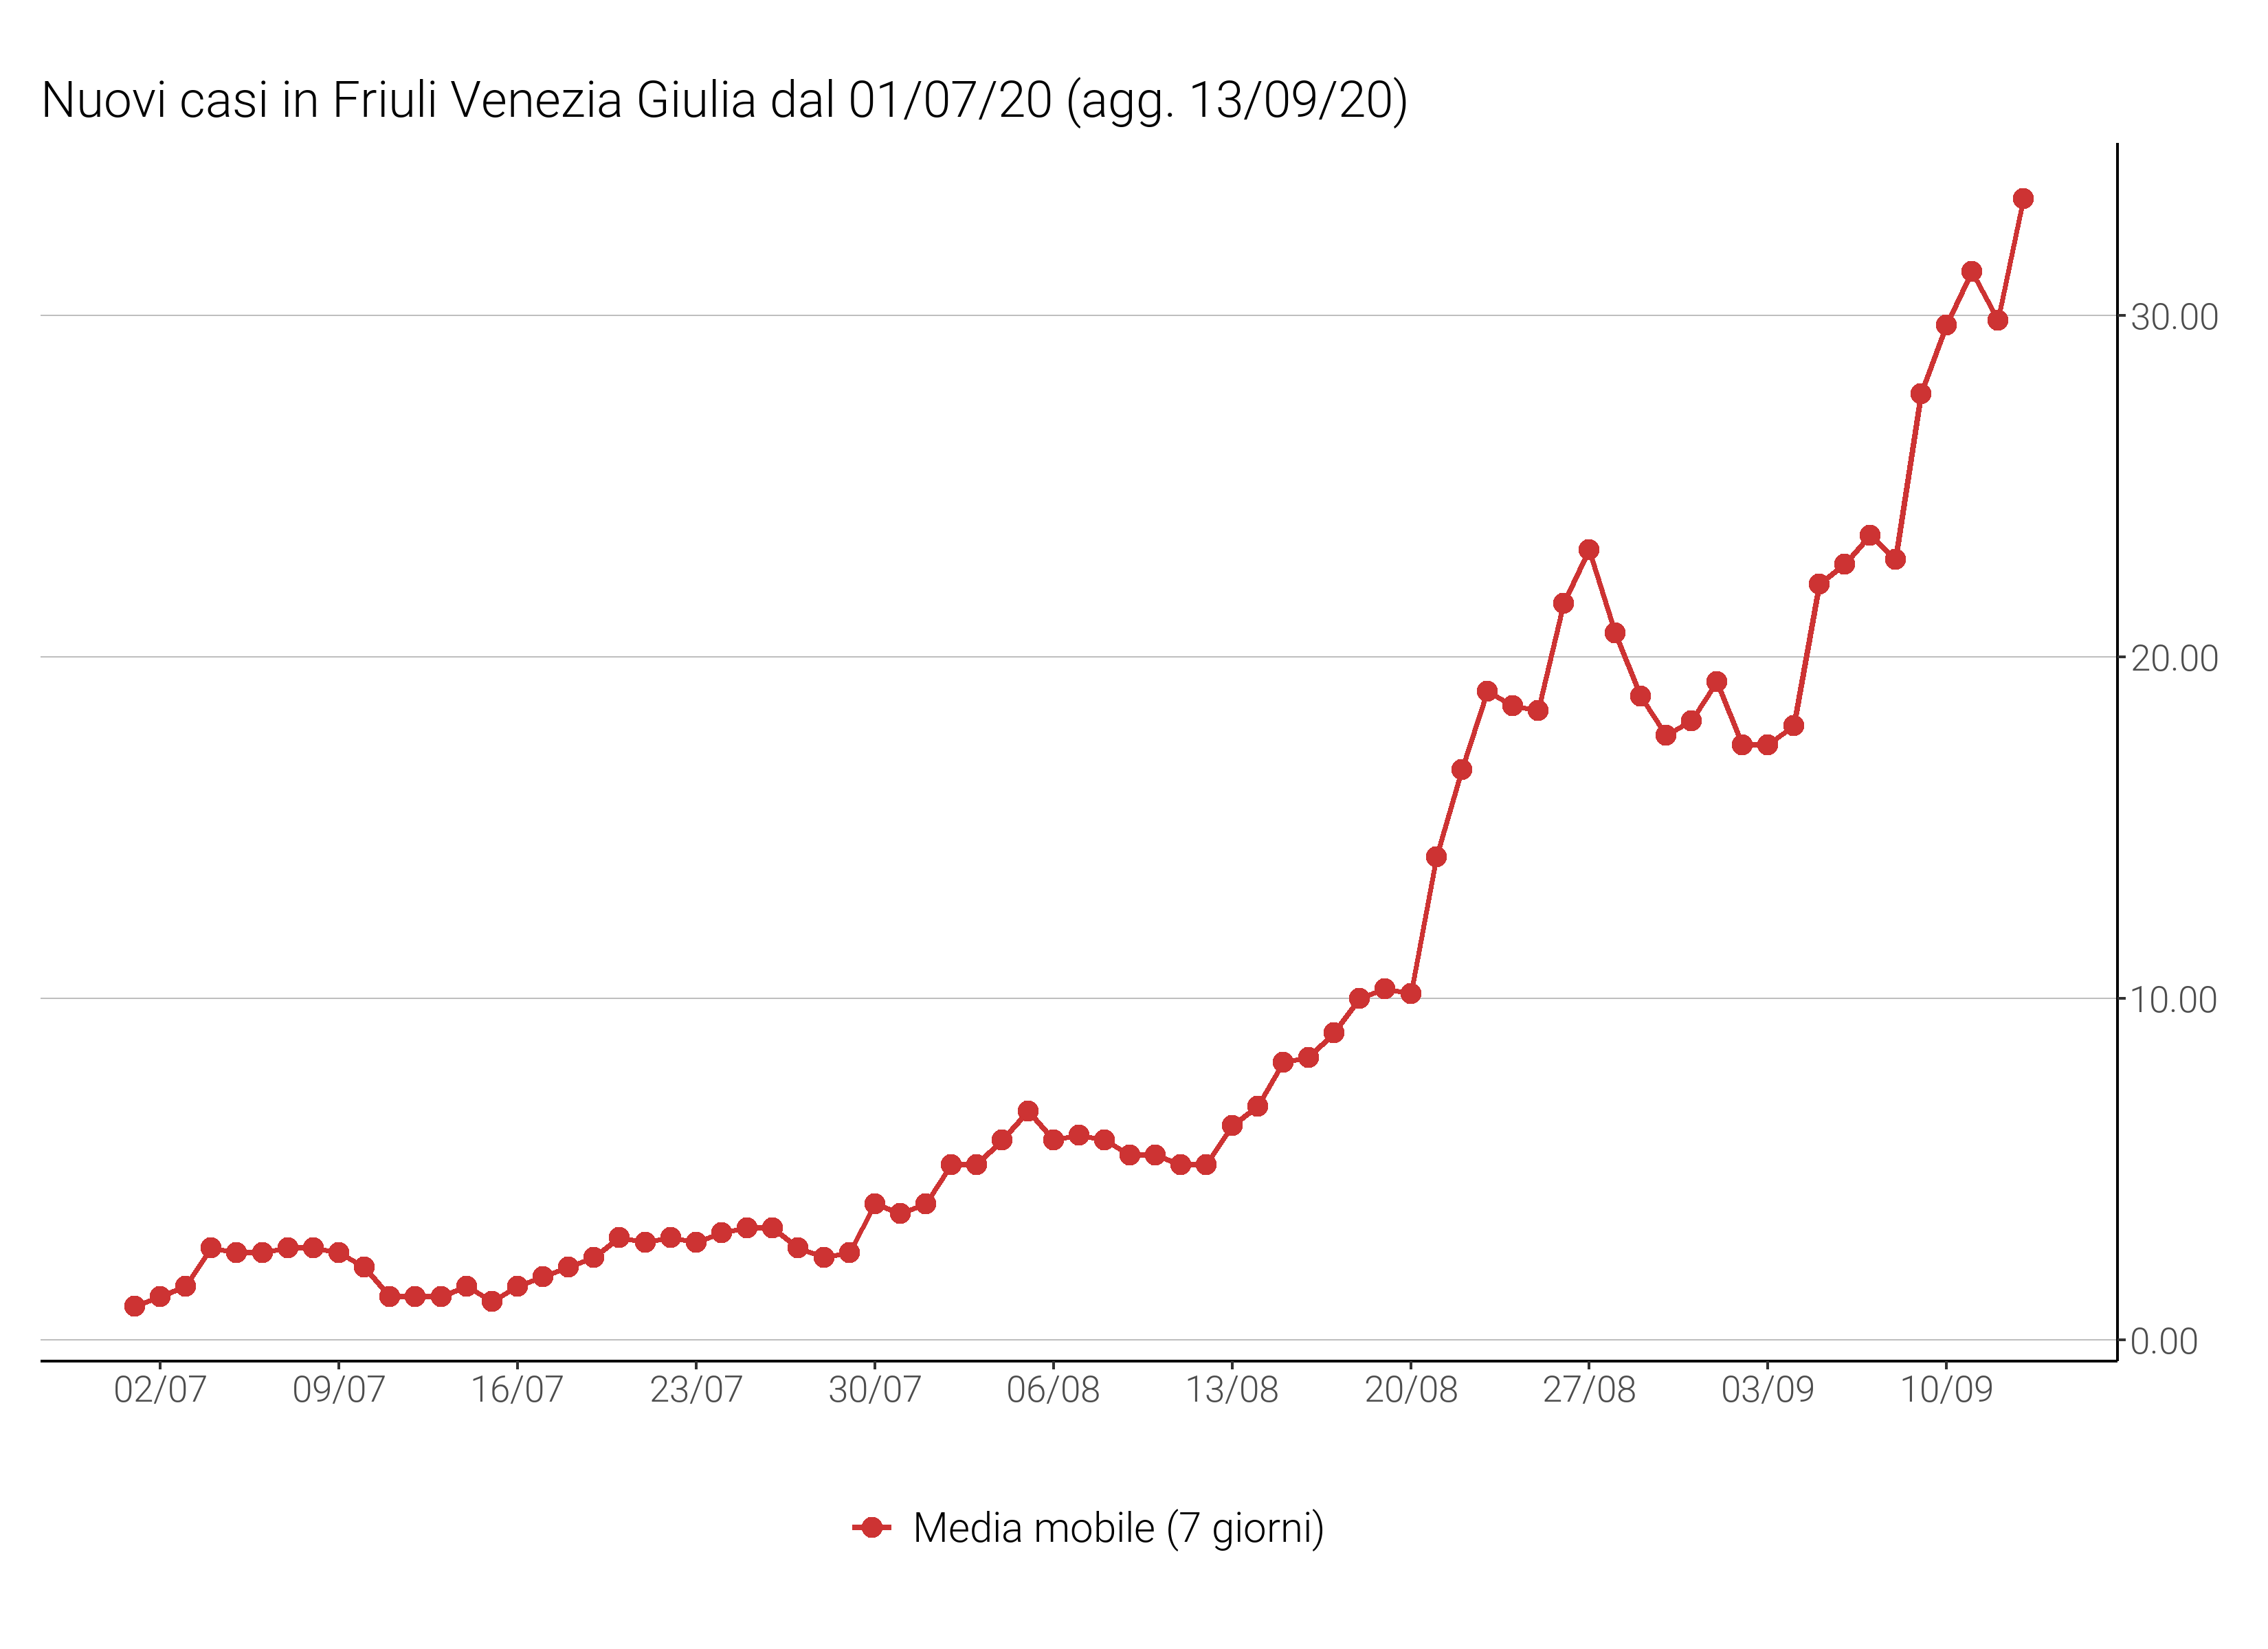 Nuovi casi in Friuli Venezia Giulia dal 01/07/20 (agg. 13/09/20)
30.00
20.00
10.00
0.00
02/07 09/07 16/07 23/07 30/07 06/08 13/08 20/08 27/08 03/09 10/09
Media mobile (7 giorni)